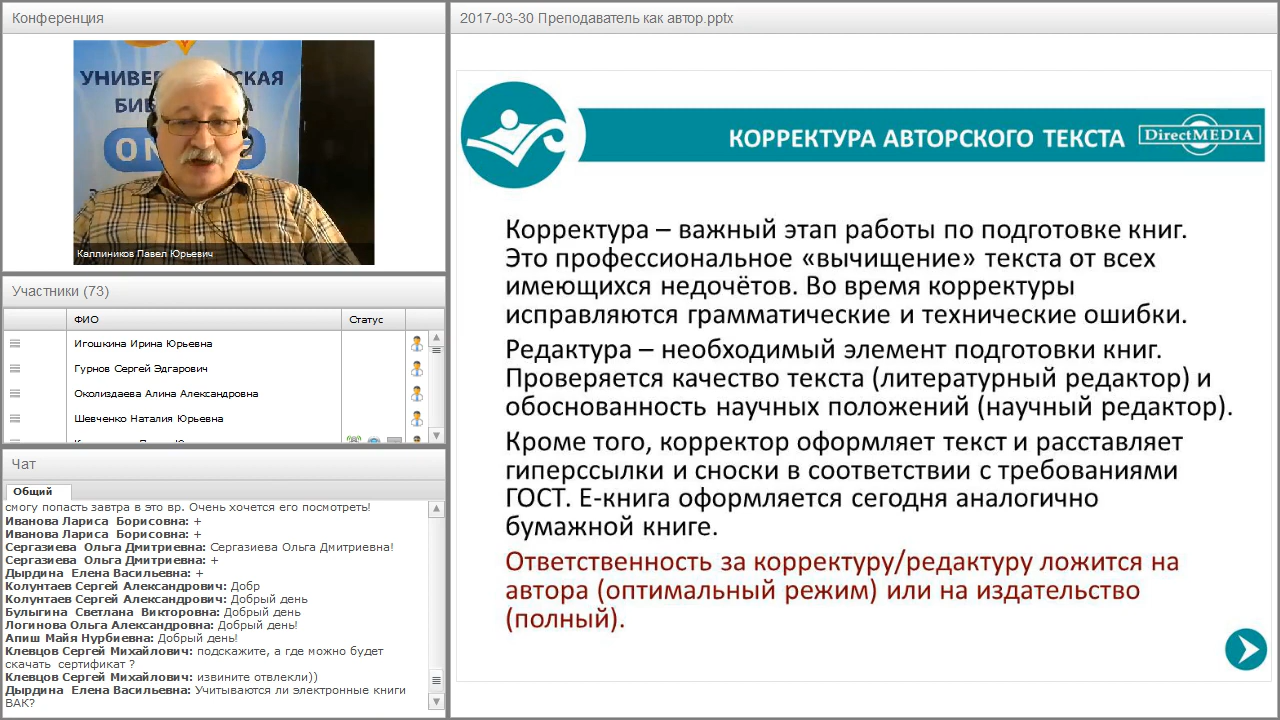 Конференция
УНИВЕР СКАЯ
БИБ А
Каллиников Павел Юрьевич
Участники (73)
ФИО Статус
Игошкина Ирина Юрьевна
Гурнов Сергей Эдгарович
Околиздаева Алина Александровна
Шевченко Наталия Юрьевна
Чат
Общий
смогу попасть завтра в это вр. Очень хочется его посмотреть!
Иванова Лариса Борисовна: +
Иванова Лариса Борисовна: +
Сергазиева Ольга Дмитриевна: Сергазиева Ольга Дмитриевна!
Сергазиева Ольга Дмитриевна: +
Дырдина Елена Васильевна: +
Колунтаев Сергей Александрович: Добр
Колунтаев Сергей Александрович: Добрый день
Булыгина Светлана Викторовна: Добрый день
Логинова Ольга Александровна: Добрый день!
Апиш Майя Нурбиевна: Добрый день!
Клевцов Сергей Михайлович: подскажите, а где можно будет
скачать сертификат ?
Клевцов Сергей Михайлович: извините отвлекли))
Дырдина Елена Васильевна: Учитываются ли электронные книги
ВАК?
2017-03-30 Преподаватель как автор.pptx
КОРРЕКТУРА АВТОРСКОГО ТЕКСТА
DirectMEDIA
Корректура – важный этап работы по подготовке книг.
Это профессиональное «вычищение» текста от всех
имеющихся недочётов. Во время корректуры
исправляются грамматические и технические ошибки.
Редактура – необходимый элемент подготовки книг.
Проверяется качество текста (литературный редактор) и
обоснованность научных положений (научный редактор).
Кроме того, корректор оформляет текст и расставляет
гиперссылки и сноски в соответствии с требованиями
ГОСТ. Е-книга оформляется сегодня аналогично
бумажной книге.
Ответственность за корректуру/редактуру ложится на
автора (оптимальный режим) или на издательство
(полный).